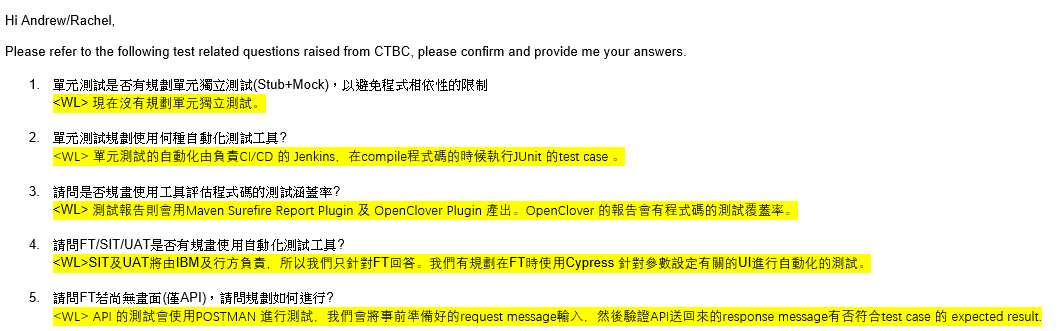 Hi Andrew/Rachel,
Please refer to the following test related questions raised from CTBC, please confirm and provide me your answers.
1. 單元測試是否有規劃單元獨立測試(Stub+Mock)，以避免程式相依性的限制
<WL> 現在沒有規劃單元獨立測試。
2. 單元測試規劃使用何種自動化測試工具?
<WL> 單元測試的自動化由負責CI/CD 的 Jenkins，在compile程式碼的時候執行JUnit 的test case 。
3. 請問是否規畫使用工具評估程式碼的測試涵蓋率?
<WL> 測試報告則會用Maven Surefire Report Plugin 及 OpenClover Plugin 產出。OpenClover 的報告會有程式碼的測試覆蓋率。
4. 請問FT/SIT/UAT是否有規畫使用自動化測試工具?
<WL>SIT及UAT將由IBM及行方負責，所以我們只針對FT回答。我們有規劃在FT時使用Cypress 針對參數設定有關的UI進行自動化的測試。
5. 請問FT若尚無畫面(僅API)，請問規劃如何進行?
<WL> API 的測試會使用POSTMAN 進行測試，我們會將事前準備好的request message輸入，然後驗證API送回來的response message有否符合test case 的 expected result.